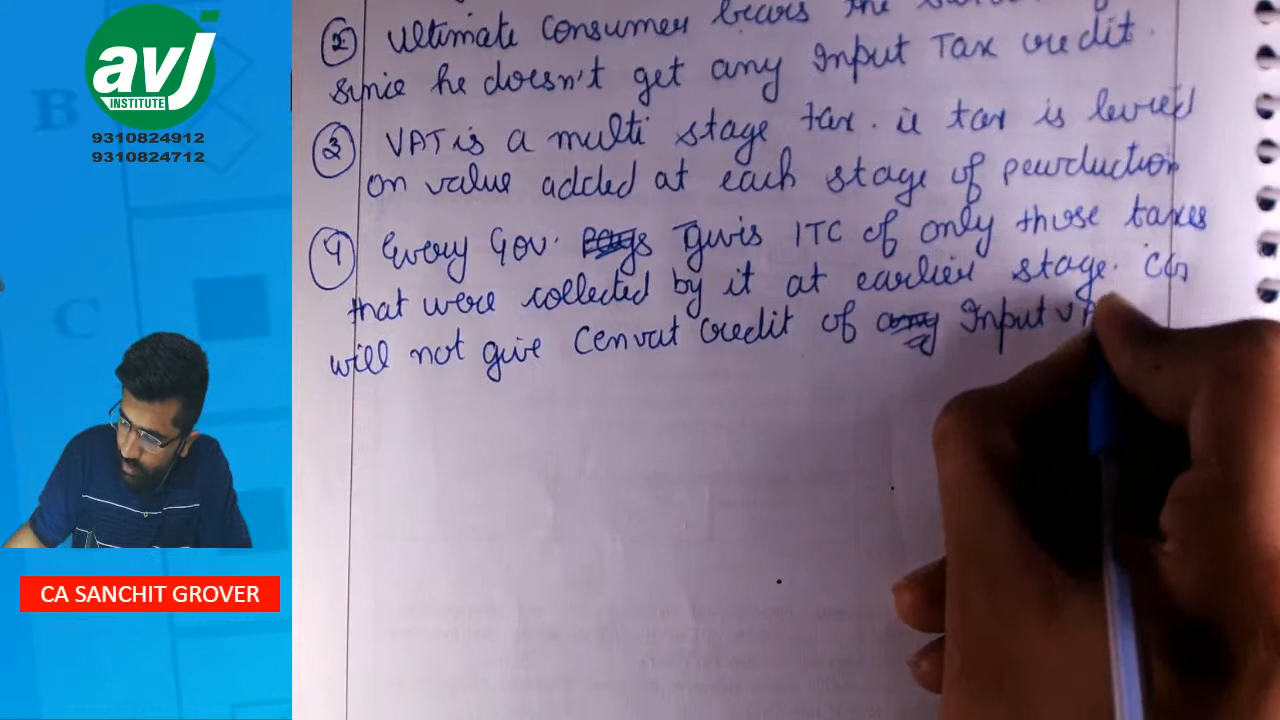 avj
INSTITUTE
9310824912
9310824712
B
C
CA SANCHIT GROVER
② Ultimate Consumer bears the
since he doesn't get any Input Tax credit.
③ VAT is a multi stage tax. ie tax is levied
on value added at each stage of production
④ Every Gov. gives ITC of only those taxes
that were collected by it at earlier stage. CG
will not give Cenvat credit of Input VA